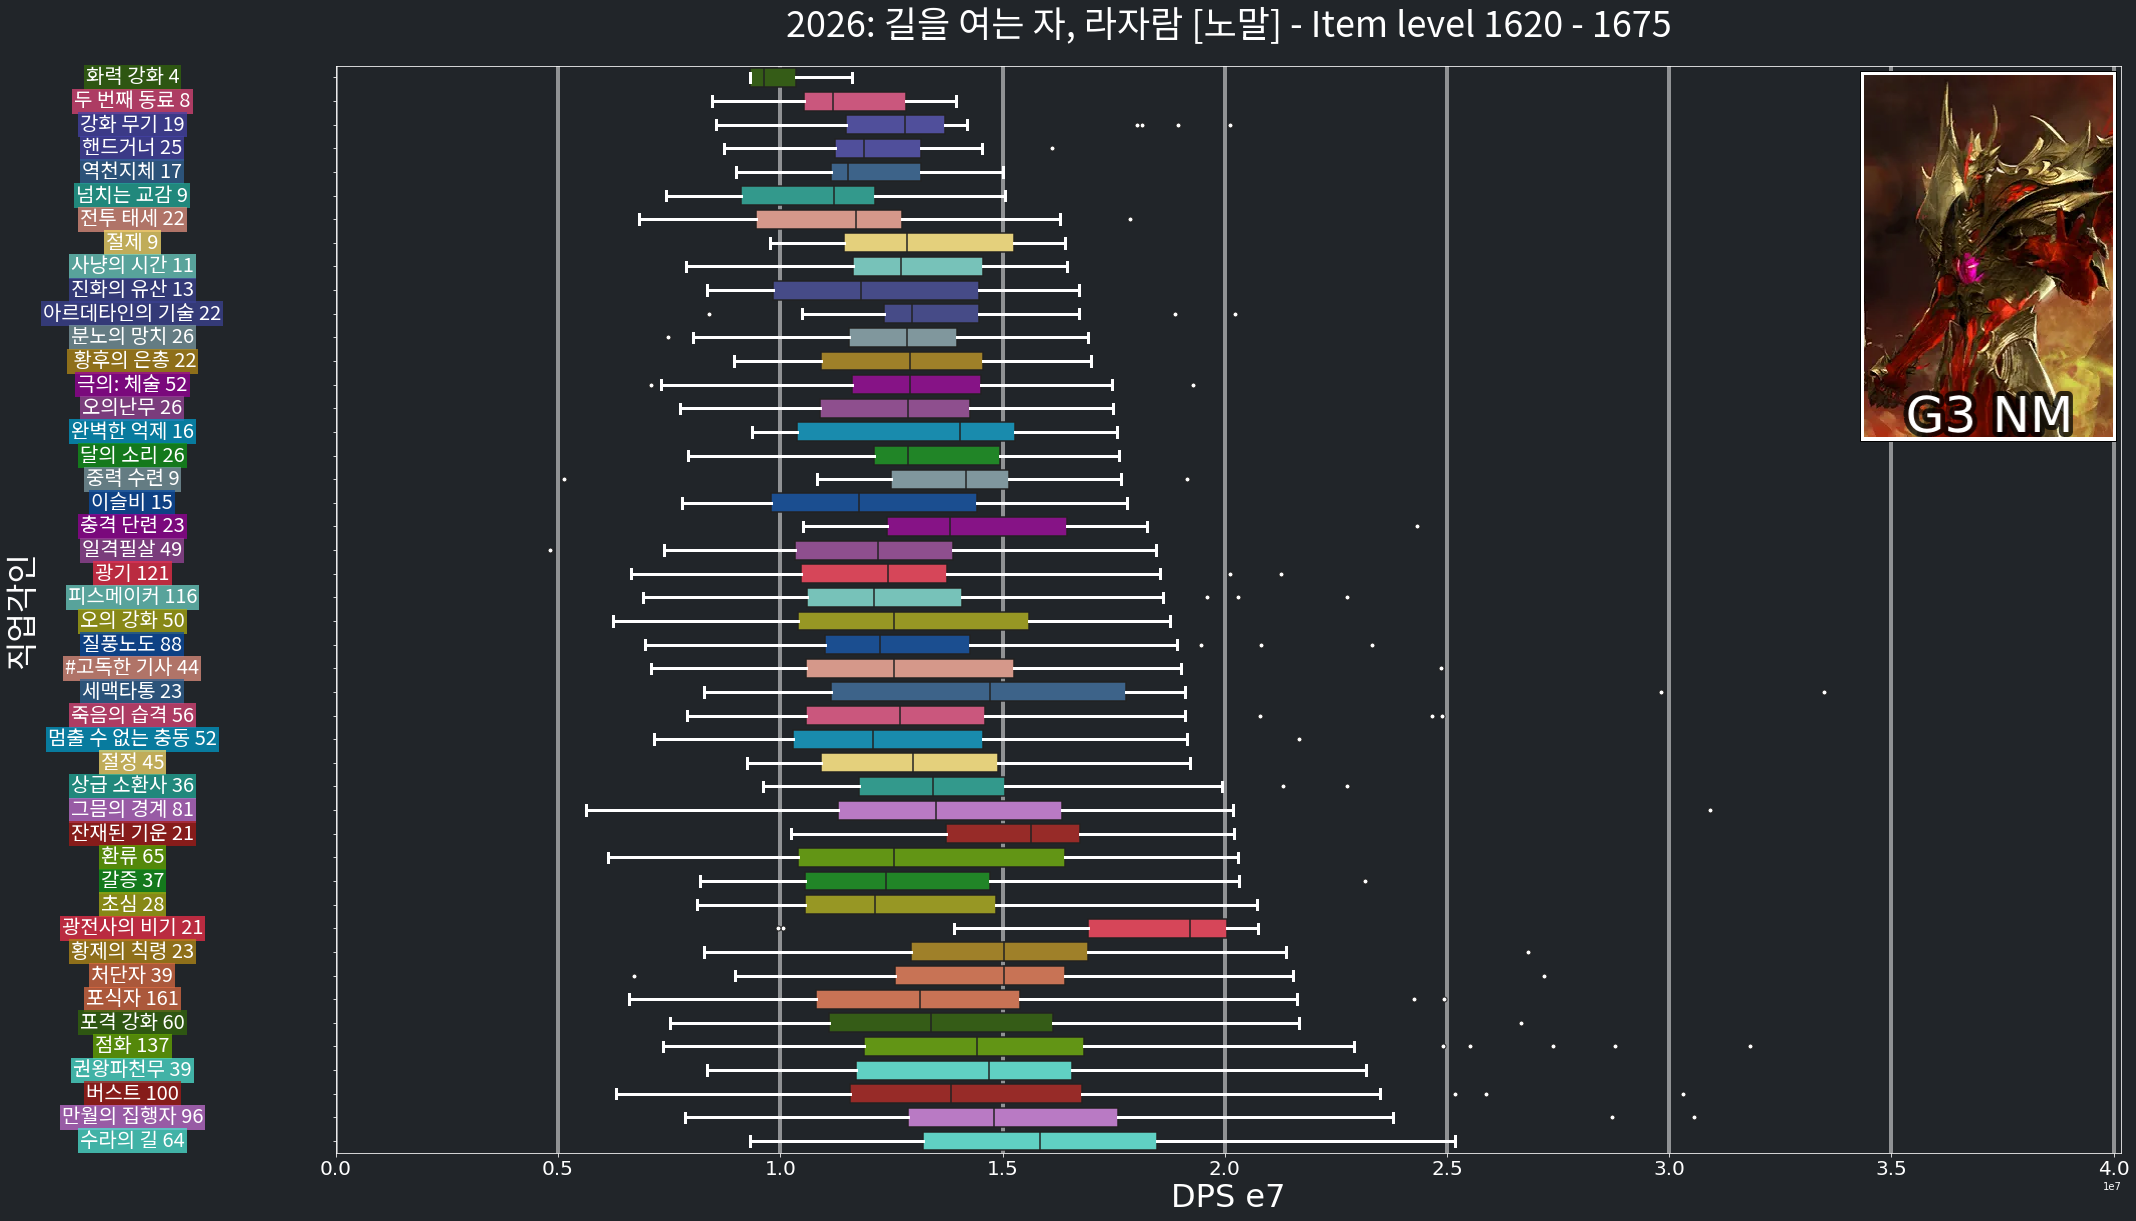 2026: 길을 여는 자, 라자람 [노말] - Item level 1620 - 1675
화력 강화 4
두 번째 동료 8
강화 무기 19
핸드거너 25
역천지체 17
넘치는 교감 9
전투 태세 22
절제 9
사냥의 시간 11
진화의 유산 13
아르데타인의 기술 22
분노의 망치 26
황후의 은총 22
극의: 체술 52
오의난무 26
완벽한 억제 16
달의 소리 26
중력 수련 9
이슬비 15
충격 단련 23
일격필살 49
광기 121
피스메이커 116
오의 강화 50
질풍노도 88
#고독한 기사 44
세맥타통 23
죽음의 습격 56
멈출 수 없는 충동 52
절정 45
상급 소환사 36
그믐의 경계 81
잔재된 기운 21
환류 65
갈증 37
초심 28
광전사의 비기 21
황제의 칙령 23
처단자 39
포식자 161
포격 강화 60
점화 137
권왕파천무 39
버스트 100
만월의 집행자 96
수라의 길 64
직업각인
G3 NM
0.0 0.5 1.0 1.5 2.0 2.5 3.0 3.5 4.0
1e7
DPS e7